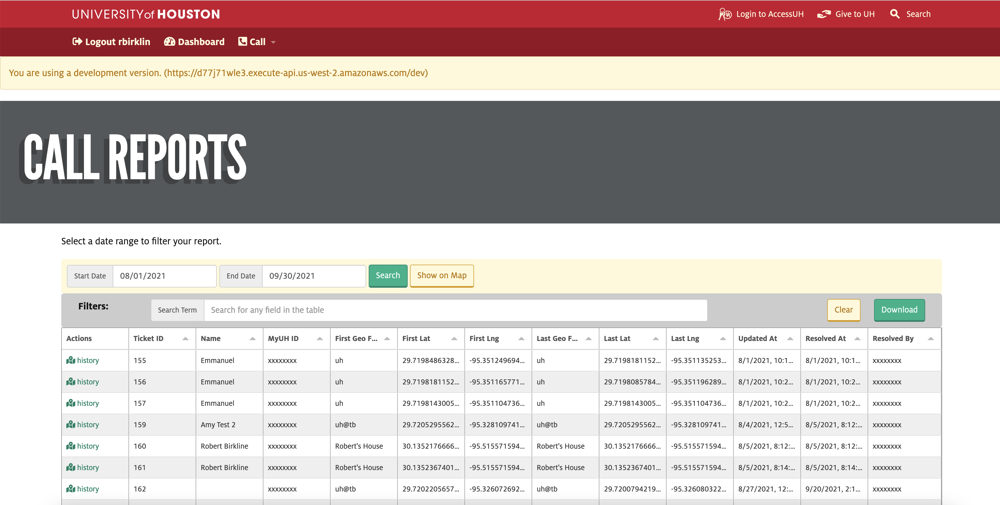 UNIVERSITY of HOUSTON Login to AccessUH Give to UH Search
Logout rbirklin Dashboard Call
You are using a development version. (https://d77j71wle3.execute-api.us-west-2.amazonaws.com/dev)
CALL REPORTS
Select a date range to filter your report.
Start Date 08/01/2021 End Date 09/30/2021 Search Show on Map
Filters: Search Term Search for any field in the table Clear Download
Actions Ticket ID Name MyUH ID First Geo F... First Lat First Lng Last Geo F... Last Lat Last Lng Updated At Resolved At Resolved By
history 155 Emmanuel xxxxxxxx uh 29.7198486328... -95.351249694... uh 29.7198181152... -95.351135253... 8/1/2021, 10:1... 8/1/2021, 10:1... xxxxxxxx
history 156 Emmanuel xxxxxxxx uh 29.7198181152... -95.351165771... uh 29.7198085784... -95.351196289... 8/1/2021, 10:2... 8/1/2021, 10:2... xxxxxxxx
history 157 Emmanuel xxxxxxxx uh 29.7198143005... -95.351104736... uh 29.7198143005... -95.351104736... 8/1/2021, 10:2... 8/1/2021, 10:2... xxxxxxxx
history 159 Amy Test 2 xxxxxxxx uh@tb 29.7205295562... -95.328109741... uh@tb 29.7205295562... -95.328109741... 8/4/2021, 12:5... 8/5/2021, 8:12:... xxxxxxxx
history 160 Robert Birkline xxxxxxxx Robert's House 30.1352176666... -95.515571594... Robert's House 30.1352176666... -95.515571594... 8/5/2021, 8:12:... 8/5/2021, 8:12:... xxxxxxxx
history 161 Robert Birkline xxxxxxxx Robert's House 30.1352367401... -95.515571594... Robert's House 30.1352367401... -95.515571594... 8/5/2021, 8:14:... 8/5/2021, 8:14:... xxxxxxxx
history 162 xxxxxxxx uh@tb 29.7202205657... -95.326072692... uh@tb 29.7200794219... -95.326080322... 8/27/2021, 12:... 9/20/2021, 2:1... xxxxxxxx